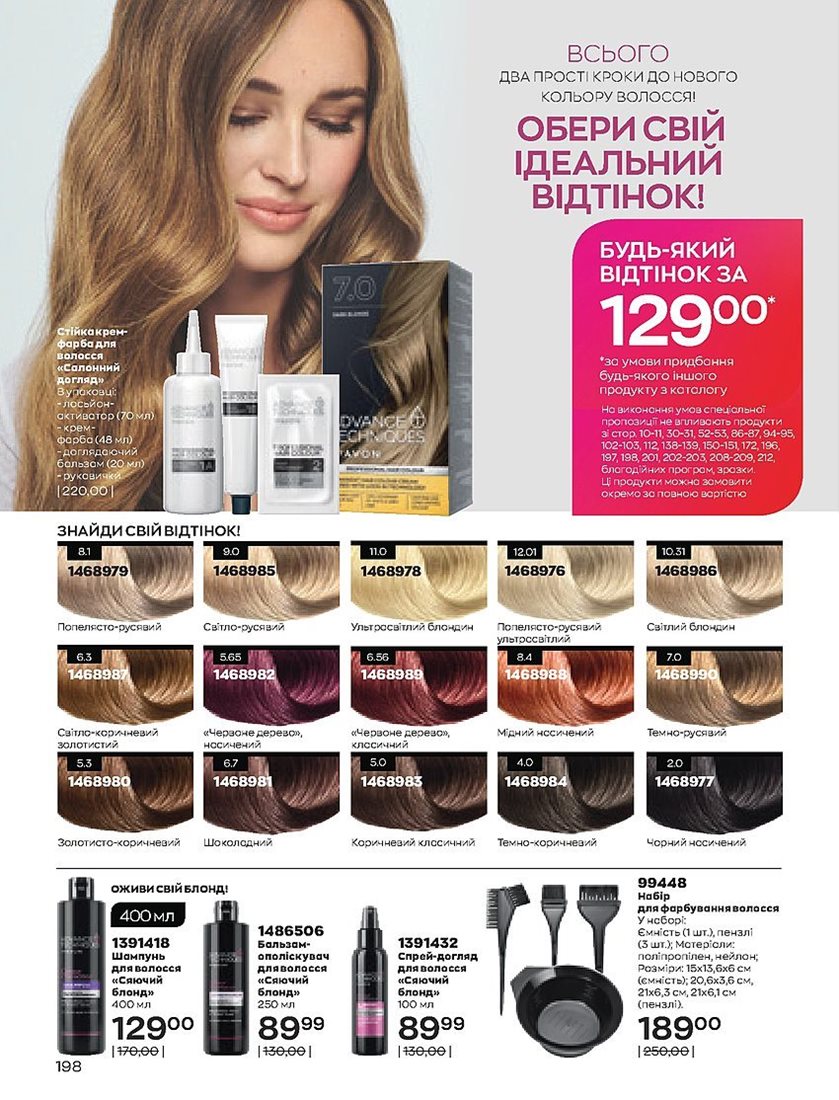 ВСЬОГО
ДВА ПРОСТІ КРОКИ ДО НОВОГО
КОЛЬОРУ ВОЛОССЯ!
ОБЕРИ СВІЙ
ІДЕАЛЬНИЙ
ВІДТІНОК!
БУДЬ-ЯКИЙ
ВІДТІНОК ЗА
12900*
*за умови придбання
будь-якого іншого
продукту з каталогу
На виконання умов спеціальної
пропозиції не впливають продукти
зі стор. 10-11, 30-31, 52-53, 86-87, 94-95,
102-103, 112, 138-139, 150-151, 172, 196,
197, 198, 201, 202-203, 208-209, 212,
благодійних програм, зразки.
Ці продукти можна замовити
окремо за повною вартістю
Стійка крем-
фарба для
волосся
«Салонний
догляд»
В упаковці:
- лосьйон-
активатор (70 мл)
- крем-
фарба (48 мл)
- доглядаючий
бальзам (20 мл)
- рукавички
|220,00|
7.0
DARK BLONDE
ADVANCE
TECHNIQUES
AVON
1A
2
ЗНАЙДИ СВІЙ ВІДТІНОК!
8.1 9.0 11.0 12.01 10.31
1468979 1468985 1468978 1468976 1468986
Попелясто-русявий Світло-русявий Ультрасвітлий блондин Попелясто-русявий Світлий блондин
ультрасвітлий
6.3 5.65 6.56 8.4 7.0
1468987 1468982 1468989 1468988 1468990
Світло-коричневий «Червоне дерево», «Червоне дерево», Мідний насичений Темно-русявий
золотистий насичений класичний
5.3 6.7 5.0 4.0 2.0
1468980 1468981 1468983 1468984 1468977
Золотисто-коричневий Шоколадний Коричневий класичний Темно-коричневий Чорний насичений
ОЖИВИ СВІЙ БЛОНД!
400 мл
1391418
Шампунь
для волосся
«Сяючий
блонд»
400 мл
12900
|170,00|
1486506
Бальзам-
ополіскувач
для волосся
«Сяючий
блонд»
250 мл
8999
|130,00|
1391432
Спрей-догляд
для волосся
«Сяючий
блонд»
100 мл
8999
|130,00|
99448
Набір
для фарбування волосся
У наборі:
Ємність (1 шт.), пензлі
(3 шт.); Матеріали:
поліпропілен, нейлон;
Розміри: 15х13,6х6 см
(ємність); 20,6х3,6 см,
21х6,3 см, 21х6,1 см
(пензлі).
18900
|250,00|
198